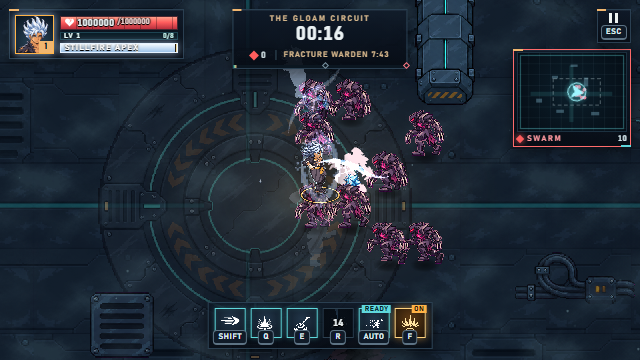 1000000/1000000
LV 1
0/8
1
STILLFIRE APEX
THE GLOAM CIRCUIT
00:16
0
FRACTURE WARDEN 7:43
ESC
SWARM
10
READY
ON
14
SHIFT
Q
E
R
AUTO
F